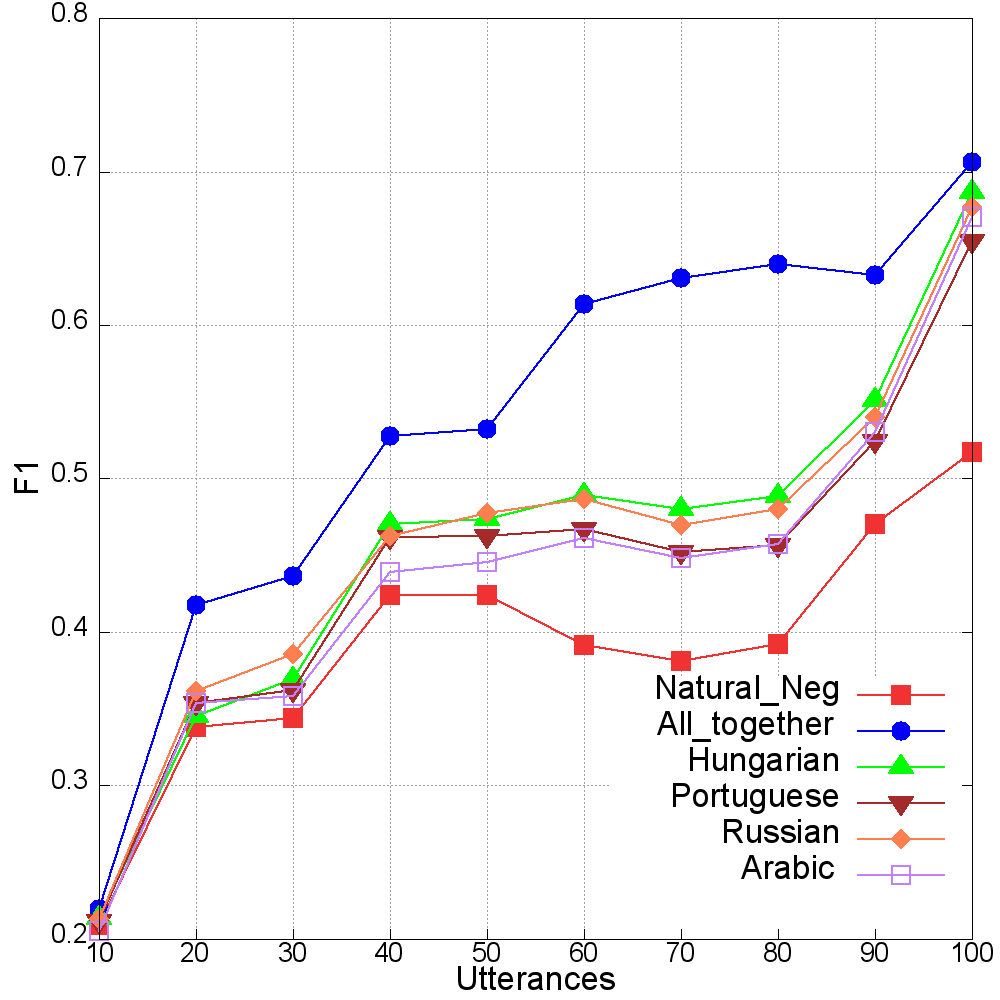 0.8
0.7
0.6
0.5
0.4
0.3
0.2
F1
10 20 30 40 50 60 70 80 90 100
Utterances
Natural_Neg
All_together
Hungarian
Portuguese
Russian
Arabic